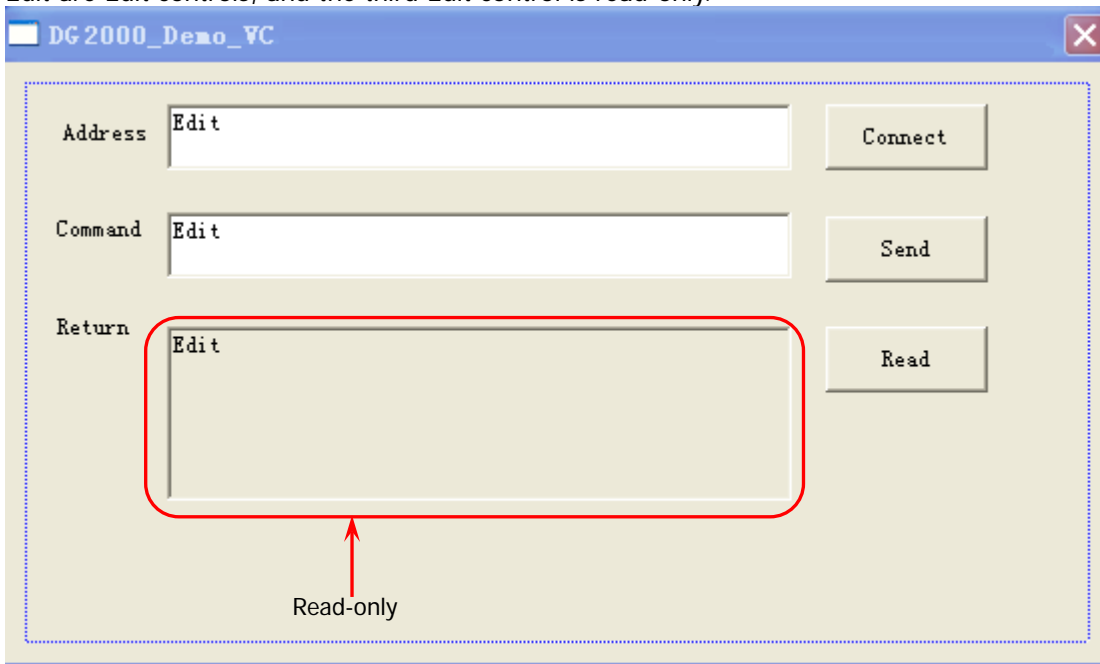 Edit are Edit controls, and the third Edit control is read-only
DG2000_Demo_VC
Address Edit Connect
Command Edit Send
Return Edit Read
Read-only